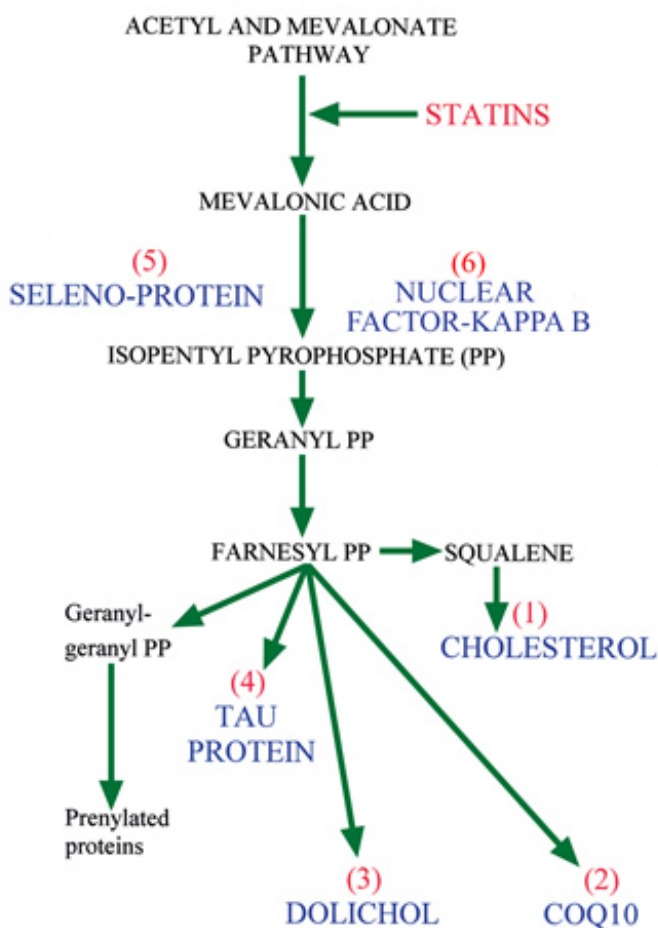 ACETYL AND MEVALONATE
PATHWAY
STATINS
MEVALONIC ACID
(5)
SELENO-PROTEIN
(6)
NUCLEAR
FACTOR-KAPPA B
ISOPENTYL PYROPHOSPHATE (PP)
GERANYL PP
FARNESYL PP
SQUALENE
Geranyl-
geranyl PP
(1)
CHOLESTEROL
(4)
TAU
PROTEIN
Prenylated
proteins
(3)
DOLICHOL
(2)
COQ10